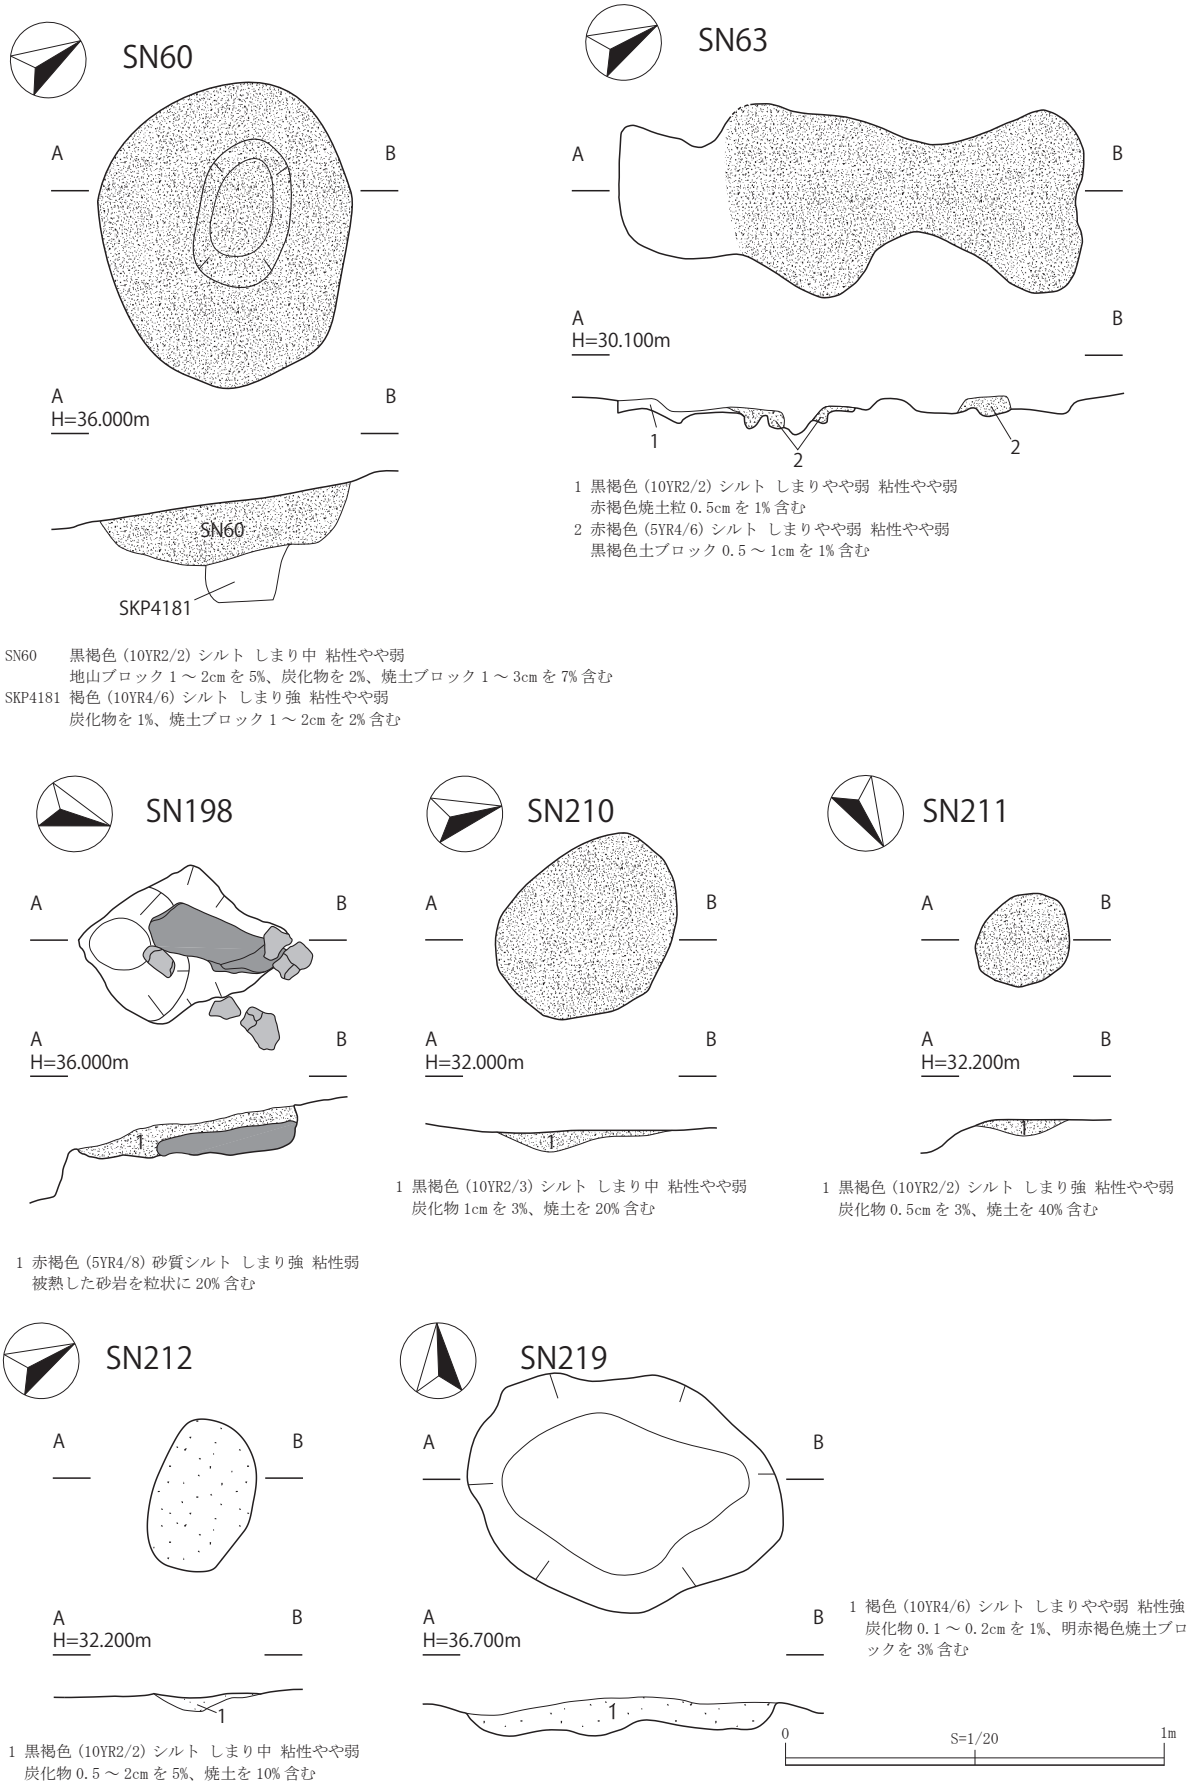 SN60
A
B
A
H=36.000m
B
SN60
SKP4181
SN60 黒褐色 (10YR2/2) シルト しまり中 粘性やや弱
地山ブロック 1 〜 2cm を 5%、炭化物を 2%、焼土ブロック 1 〜 3cm を 7% 含む
SKP4181 褐色 (10YR4/6) シルト しまり強 粘性やや弱
炭化物を 1%、焼土ブロック 1 〜 2cm を 2% 含む
SN63
A
B
A
H=30.100m
B
1
2
2
1 黒褐色 (10YR2/2) シルト しまりやや弱 粘性やや弱
赤褐色焼土粒 0.5cm を 1% 含む
2 赤褐色 (5YR4/6) シルト しまりやや弱 粘性やや弱
黒褐色土ブロック 0.5 〜 1cm を 1% 含む
SN198
A
B
A
H=36.000m
B
1
1 赤褐色 (5YR4/8) 砂質シルト しまり強 粘性弱
被熱した砂岩を粒状に 20% 含む
SN210
A
B
A
H=32.000m
B
1
1 黒褐色 (10YR2/3) シルト しまり中 粘性やや弱
炭化物 1cm を 3%、焼土を 20% 含む
SN211
A
B
A
H=32.200m
B
1
1 黒褐色 (10YR2/2) シルト しまり強 粘性やや弱
炭化物 0.5cm を 3%、焼土を 40% 含む
SN212
A
B
A
H=32.200m
B
1
1 黒褐色 (10YR2/2) シルト しまり中 粘性やや弱
炭化物 0.5 〜 2cm を 5%、焼土を 10% 含む
SN219
A
B
A
H=36.700m
B
1
1 褐色 (10YR4/6) シルト しまりやや弱 粘性強
炭化物 0.1 〜 0.2cm を 1%、明赤褐色焼土ブロ
ックを 3% 含む
0
S=1/20
1m